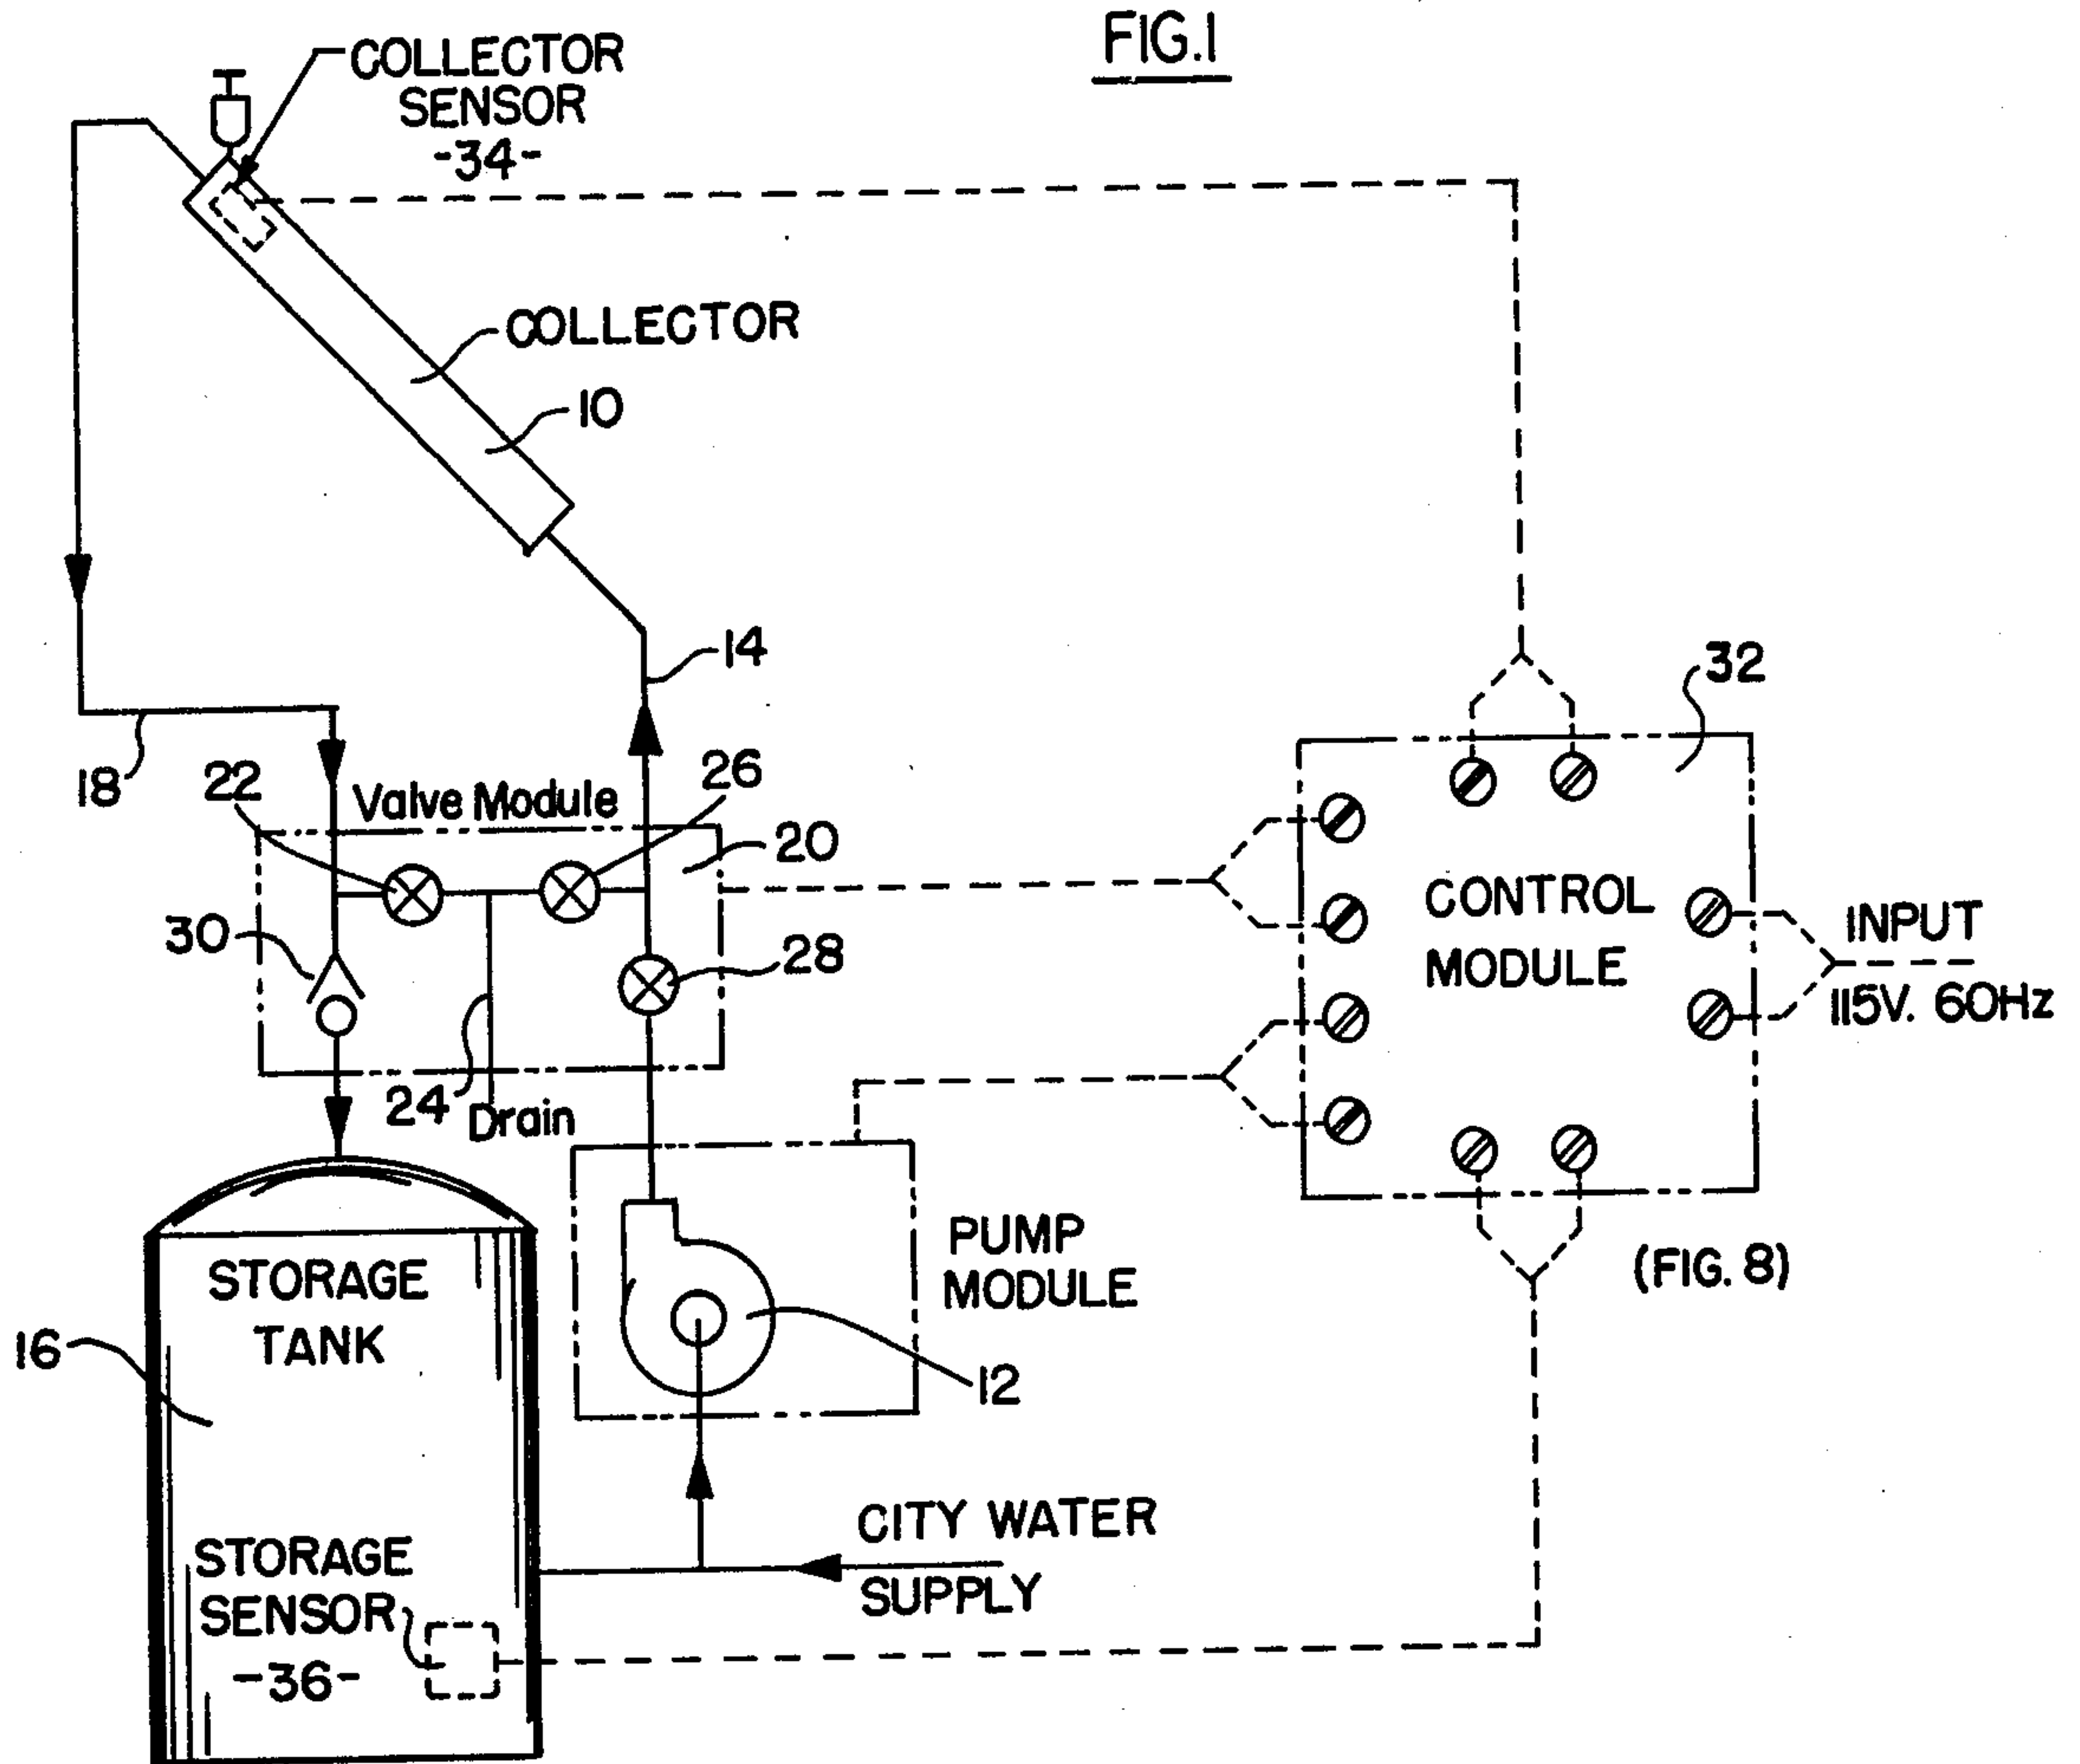 FIG.1
COLLECTOR
SENSOR
-34-
COLLECTOR
10
14
32
18
22
Valve Module
26
20
30
28
24
Drain
CONTROL
MODULE
INPUT
115V. 60Hz
PUMP
MODULE
(FIG. 8)
STORAGE
TANK
16
12
CITY WATER
SUPPLY
STORAGE
SENSOR
-36-